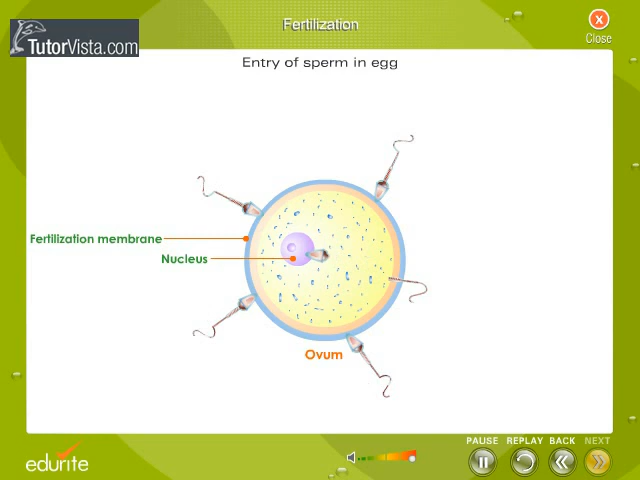 Fertilization
Close
TutorVista.com
Entry of sperm in egg
Fertilization membrane
Nucleus
Ovum
PAUSE REPLAY BACK NEXT
edurite